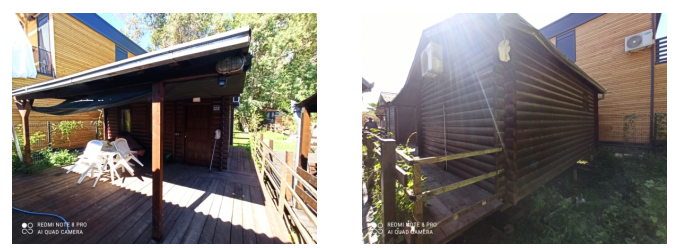 REDMI NOTE 8 PRO
AI QUAD CAMERA
REDMI NOTE 8 PRO
AI QUAD CAMERA